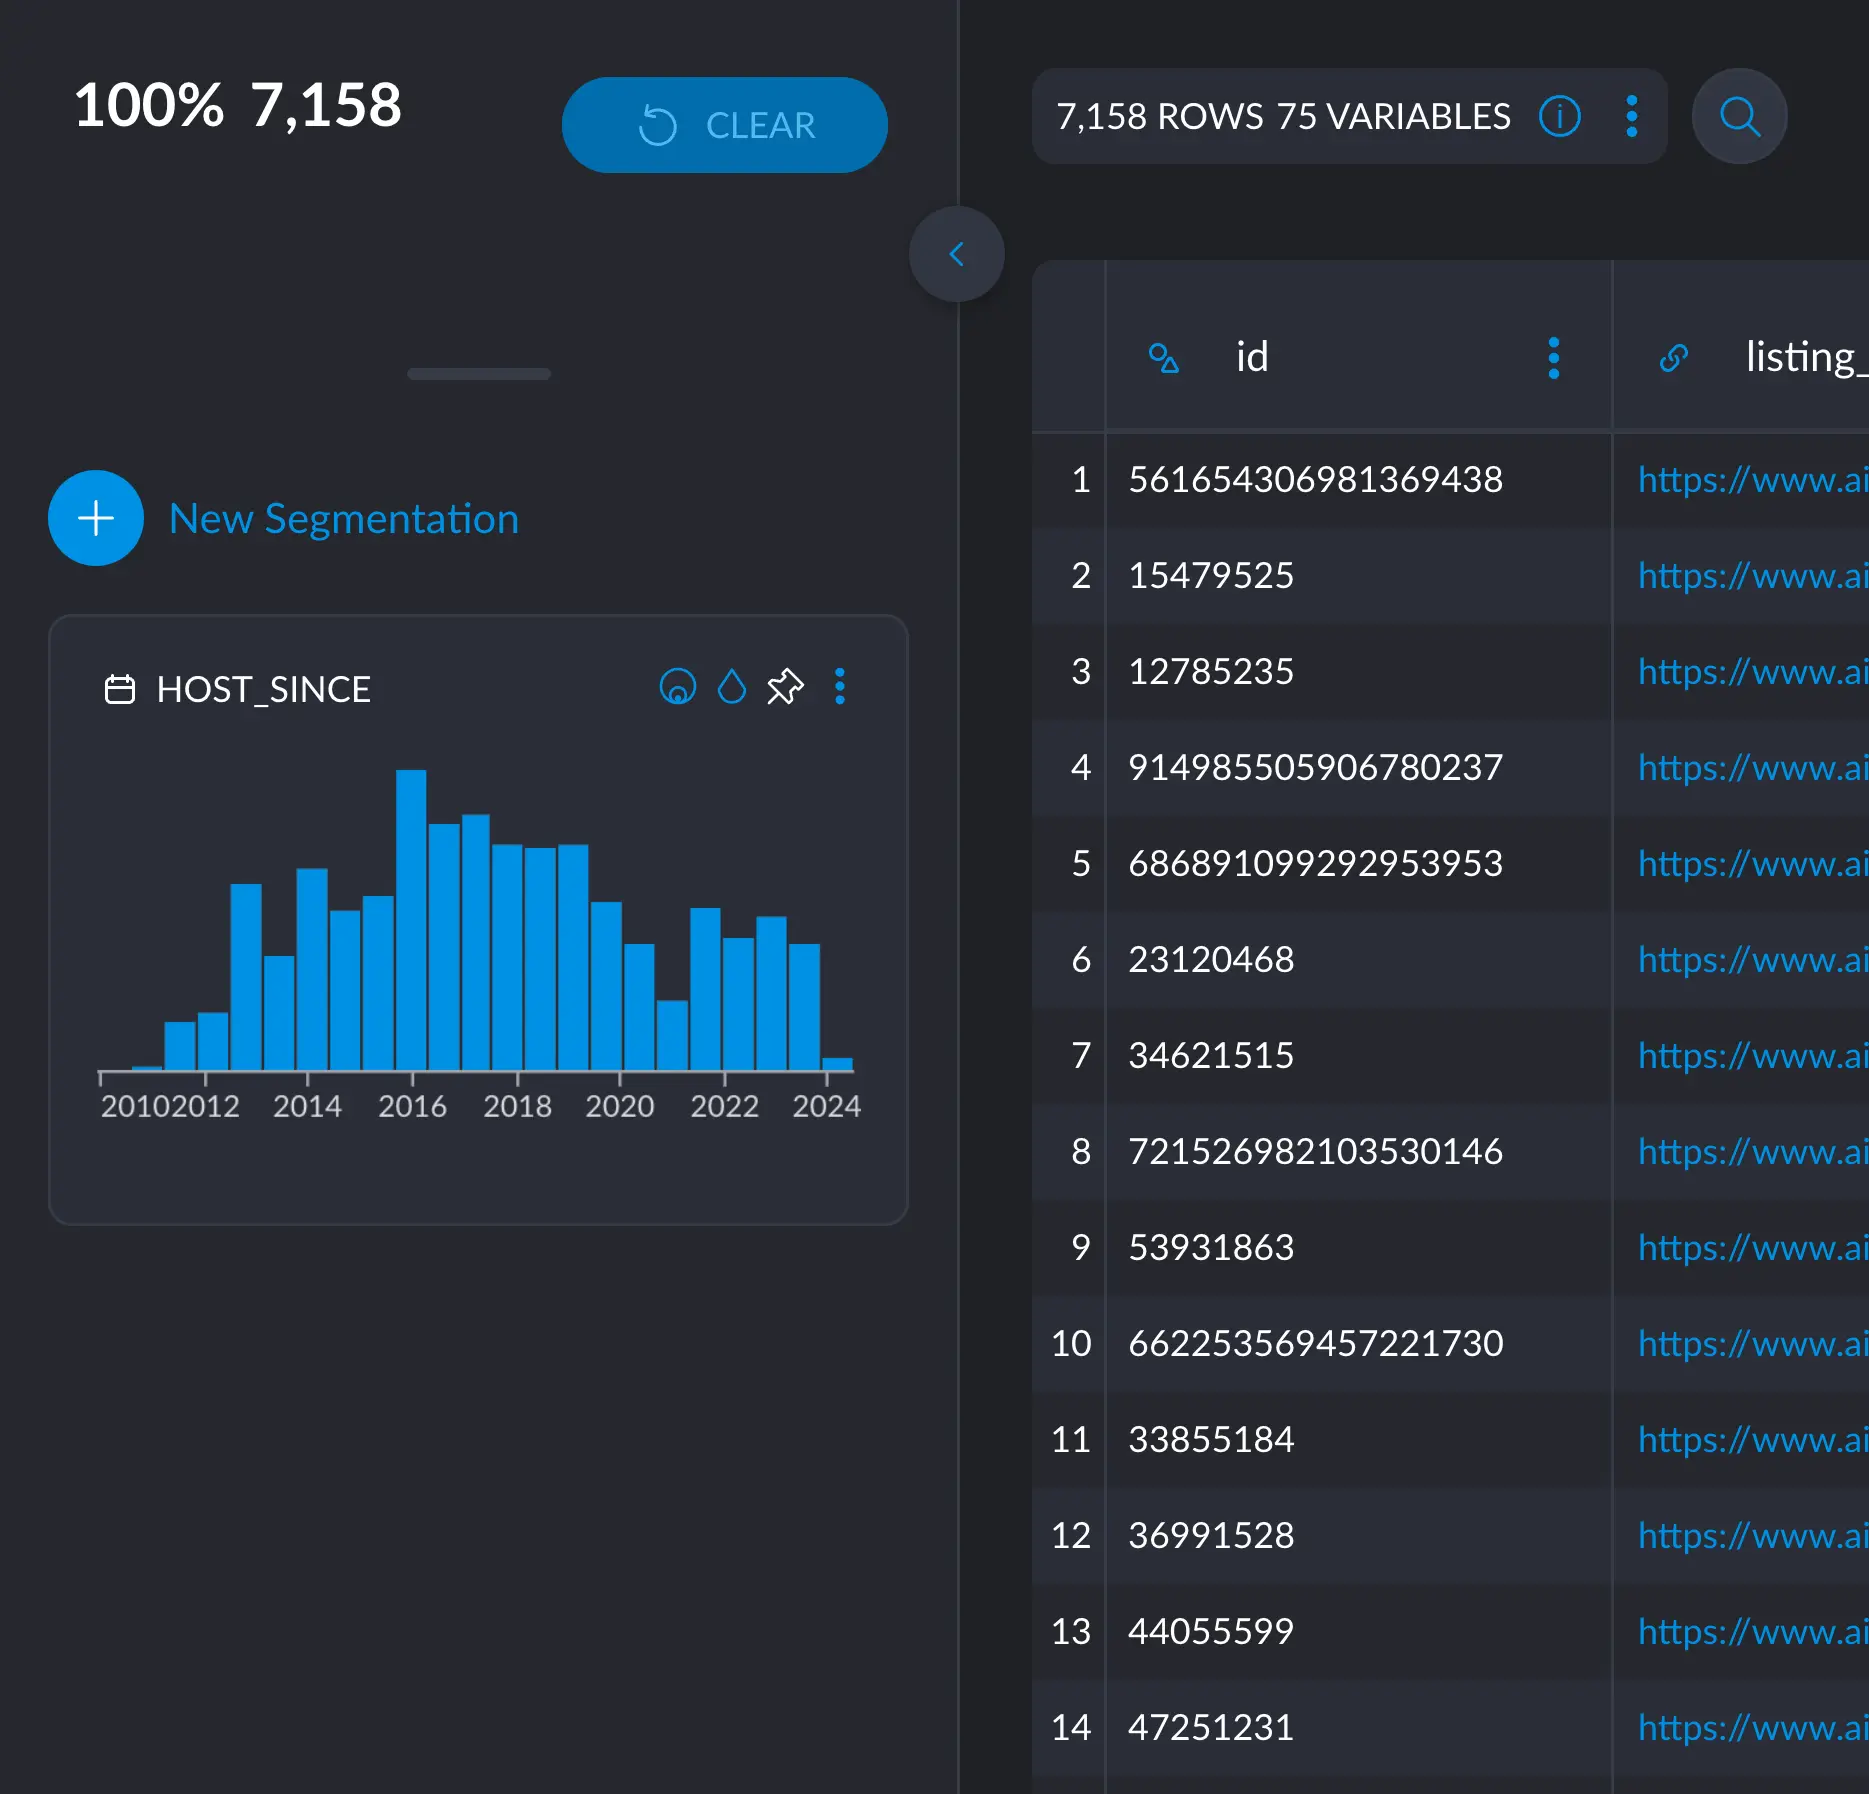 100% 7,158
CLEAR
New Segmentation
HOST_SINCE
2010 2012 2014 2016 2018 2020 2022 2024
7,158 ROWS 75 VARIABLES
id listing_
1 561654306981369438 https://www.ai
2 15479525 https://www.ai
3 12785235 https://www.ai
4 914985505906780237 https://www.ai
5 686891099292953953 https://www.ai
6 23120468 https://www.ai
7 34621515 https://www.ai
8 721526982103530146 https://www.ai
9 53931863 https://www.ai
10 662253569457221730 https://www.ai
11 33855184 https://www.ai
12 36991528 https://www.ai
13 44055599 https://www.ai
14 47251231 https://www.ai